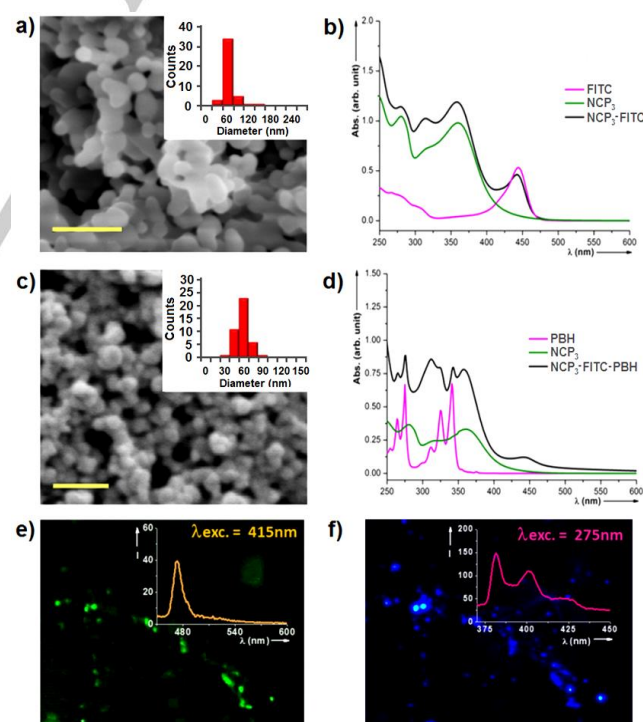 a)
40
30
20
10
0
Counts
0 60 120 180 240
Diameter (nm)
b)
Abs. (arb. unit)
2.0
1.5
1.0
0.5
0.0
FITC
NCP₃
NCP₃-FITC
250 300 350 400 450 500 550 600
λ (nm)
c)
30
25
20
15
10
5
0
Counts
0 30 60 90 120 150
Diameter (nm)
d)
Abs. (arb. unit)
1.50
1.25
1.00
0.75
0.50
0.25
0.00
PBH
NCP₃
NCP₃-FITC-PBH
250 300 350 400 450 500 550 600
λ (nm)
e)
λexc. = 415nm
60
40
20
0
I
480 540 600
λ (nm)
f)
λexc. = 275nm
200
150
100
50
0
I
375 400 425 450
λ (nm)